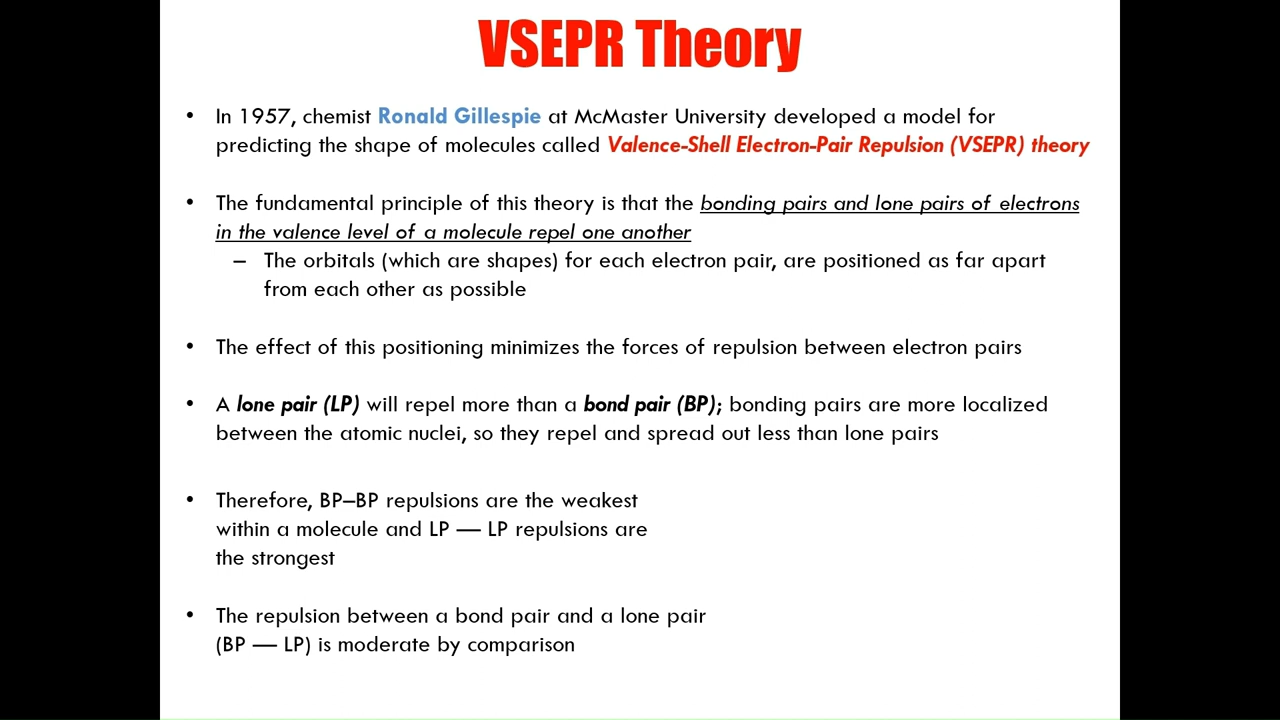 VSEPR Theory
• In 1957, chemist Ronald Gillespie at McMaster University developed a model for
predicting the shape of molecules called Valence-Shell Electron-Pair Repulsion (VSEPR) theory
• The fundamental principle of this theory is that the bonding pairs and lone pairs of electrons
in the valence level of a molecule repel one another
– The orbitals (which are shapes) for each electron pair, are positioned as far apart
from each other as possible
• The effect of this positioning minimizes the forces of repulsion between electron pairs
• A lone pair (LP) will repel more than a bond pair (BP); bonding pairs are more localized
between the atomic nuclei, so they repel and spread out less than lone pairs
• Therefore, BP–BP repulsions are the weakest
within a molecule and LP — LP repulsions are
the strongest
• The repulsion between a bond pair and a lone pair
(BP — LP) is moderate by comparison